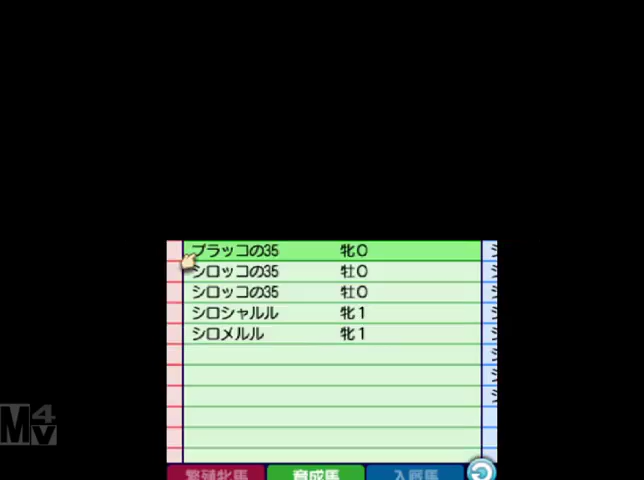 ブラッコの35 牝0
シロッコの35 牡0
シロッコの35 牡0
シロシャルル 牝1
シロメルル 牝1
繁殖牝馬 育成馬 入厩馬
M4v